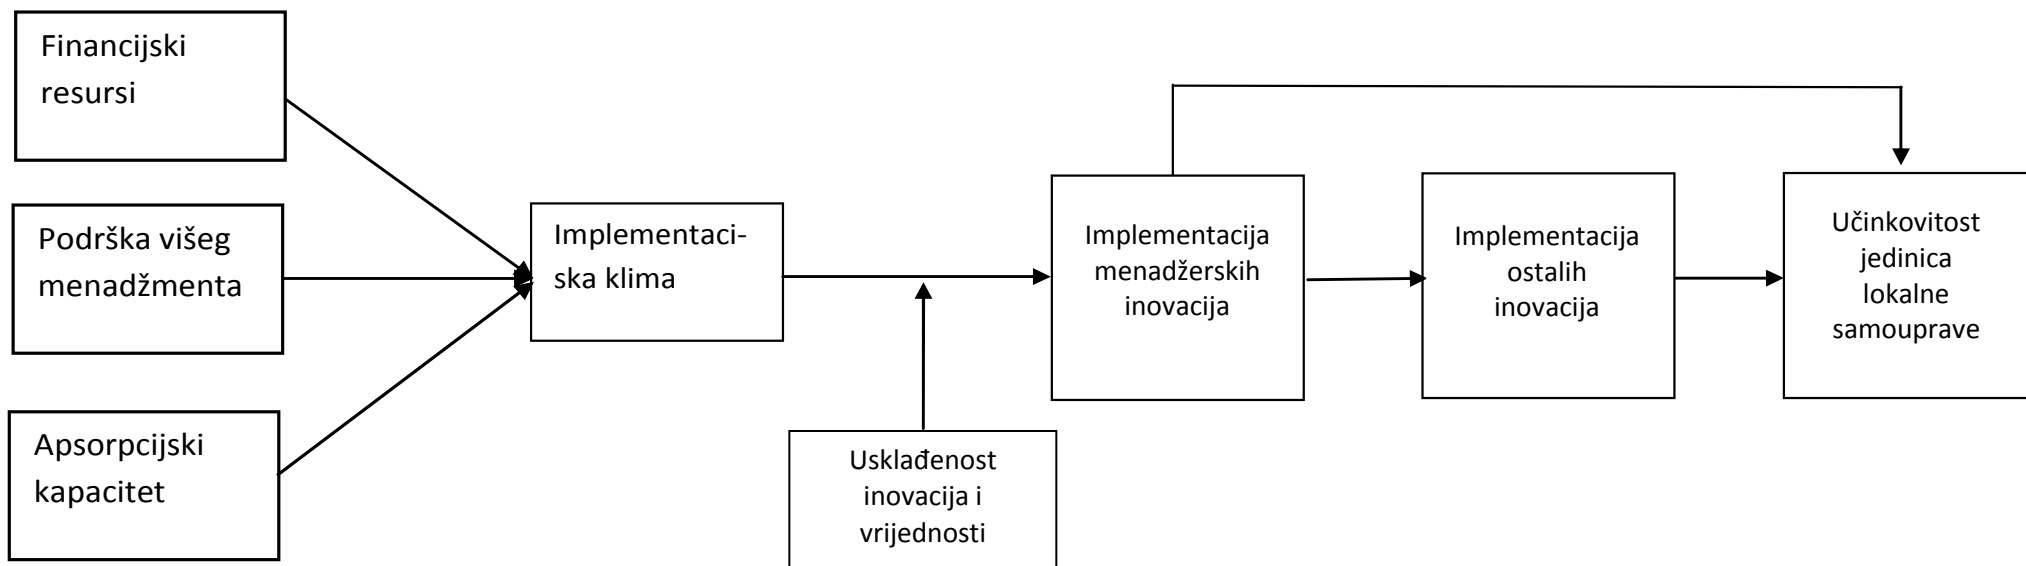 Financijski
resursi
Podrška višeg
menadžmenta
Apsorpcijski
kapacitet
Implementaci-
ska klima
Usklađenost
inovacija i
vrijednosti
Implementacija
menadžerskih
inovacija
Implementacija
ostalih
inovacija
Učinkovitost
jedinica
lokalne
samouprave